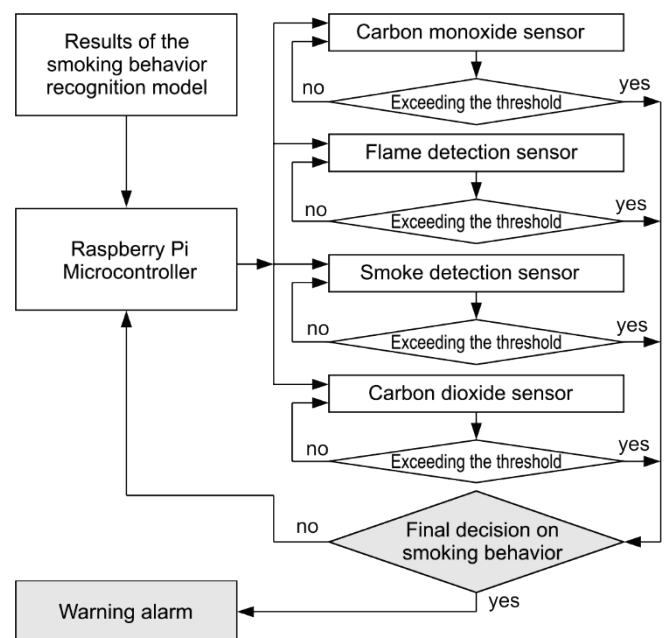 Results of the
smoking behavior
recognition model
Raspberry Pi
Microcontroller
Carbon monoxide sensor
no
Exceeding the threshold
yes
Flame detection sensor
no
Exceeding the threshold
yes
Smoke detection sensor
no
Exceeding the threshold
yes
Carbon dioxide sensor
no
Exceeding the threshold
yes
no
Final decision on
smoking behavior
yes
Warning alarm